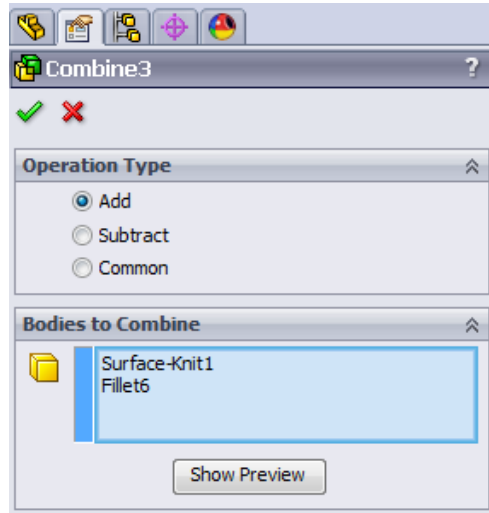 Combine3
?
Operation Type
Add
Subtract
Common
Bodies to Combine
Surface-Knit1
Fillet6
Show Preview